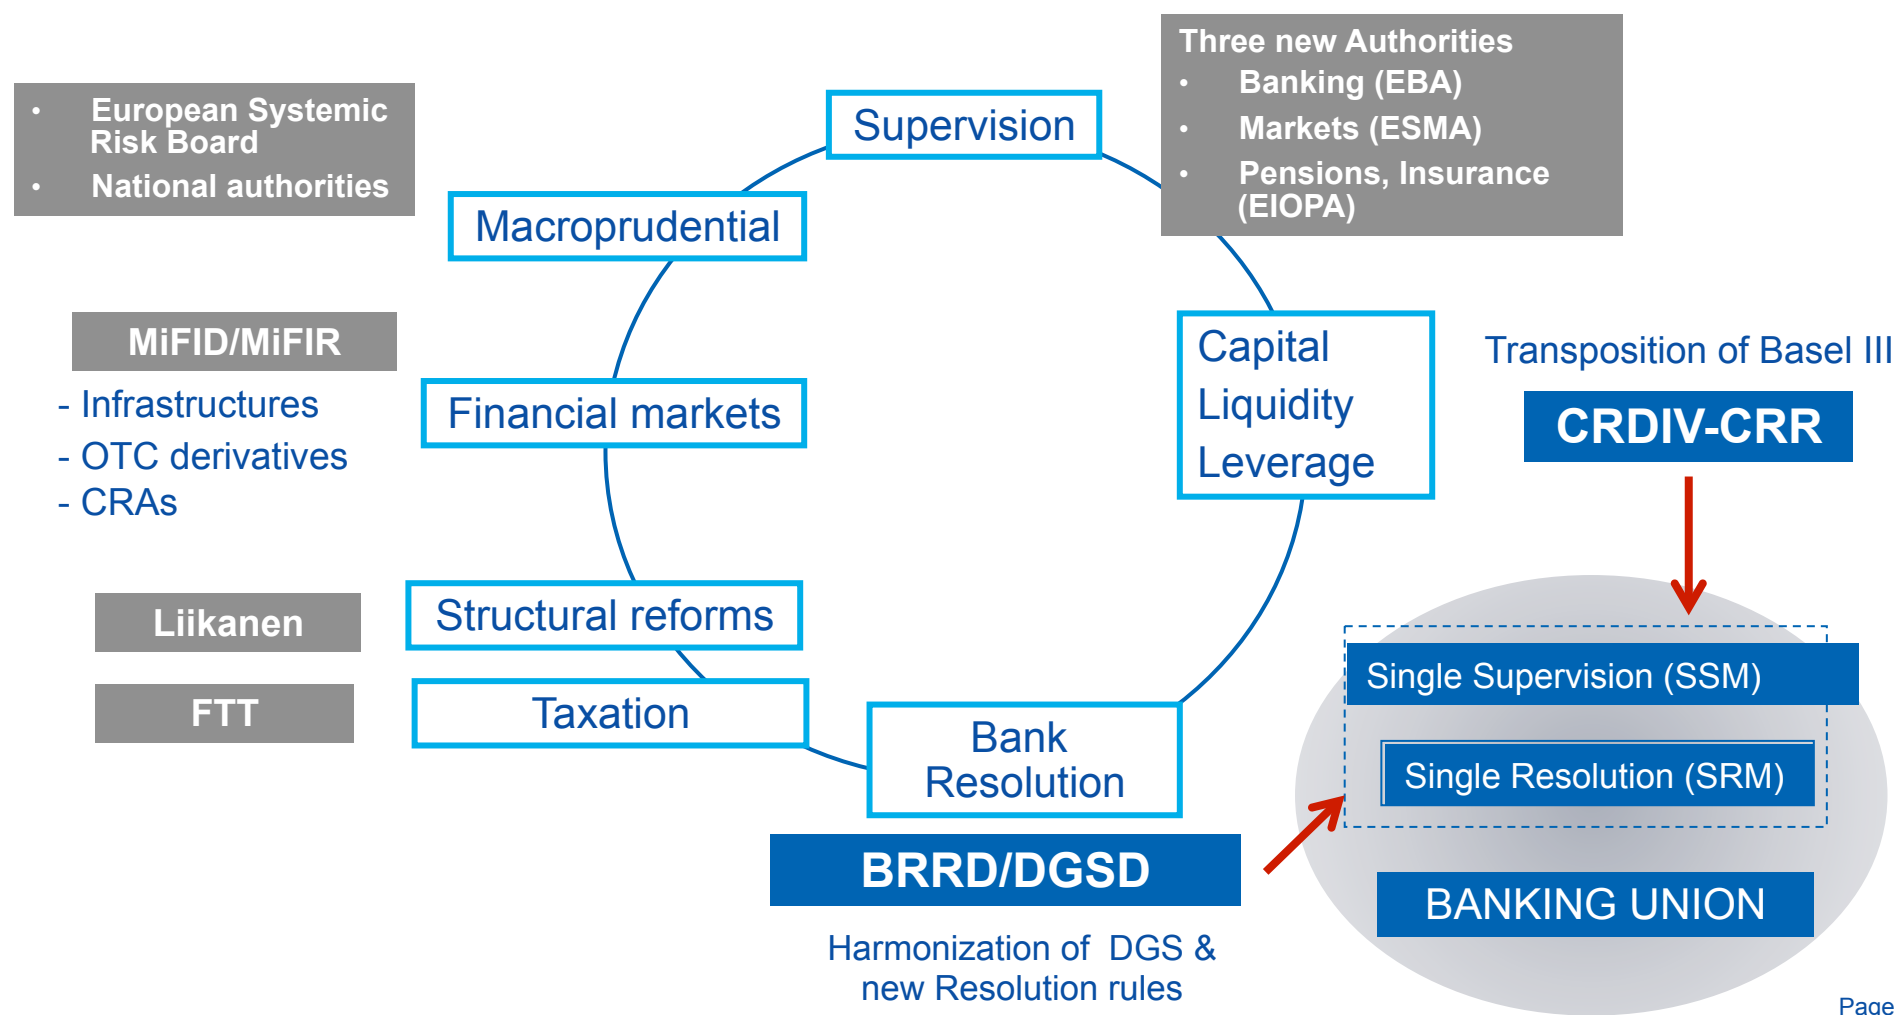 Three new Authorities
• Banking (EBA)
• Markets (ESMA)
• Pensions, Insurance
(EIOPA)
• European Systemic
Risk Board
• National authorities
Supervision
Macroprudential
MiFID/MiFIR
- Infrastructures
- OTC derivatives
- CRAs
Financial markets
Capital
Liquidity
Leverage
Transposition of Basel III
CRDIV-CRR
Liikanen
Structural reforms
FTT
Taxation
Bank
Resolution
BRRD/DGSD
Harmonization of DGS &
new Resolution rules
Single Supervision (SSM)
Single Resolution (SRM)
BANKING UNION
Page